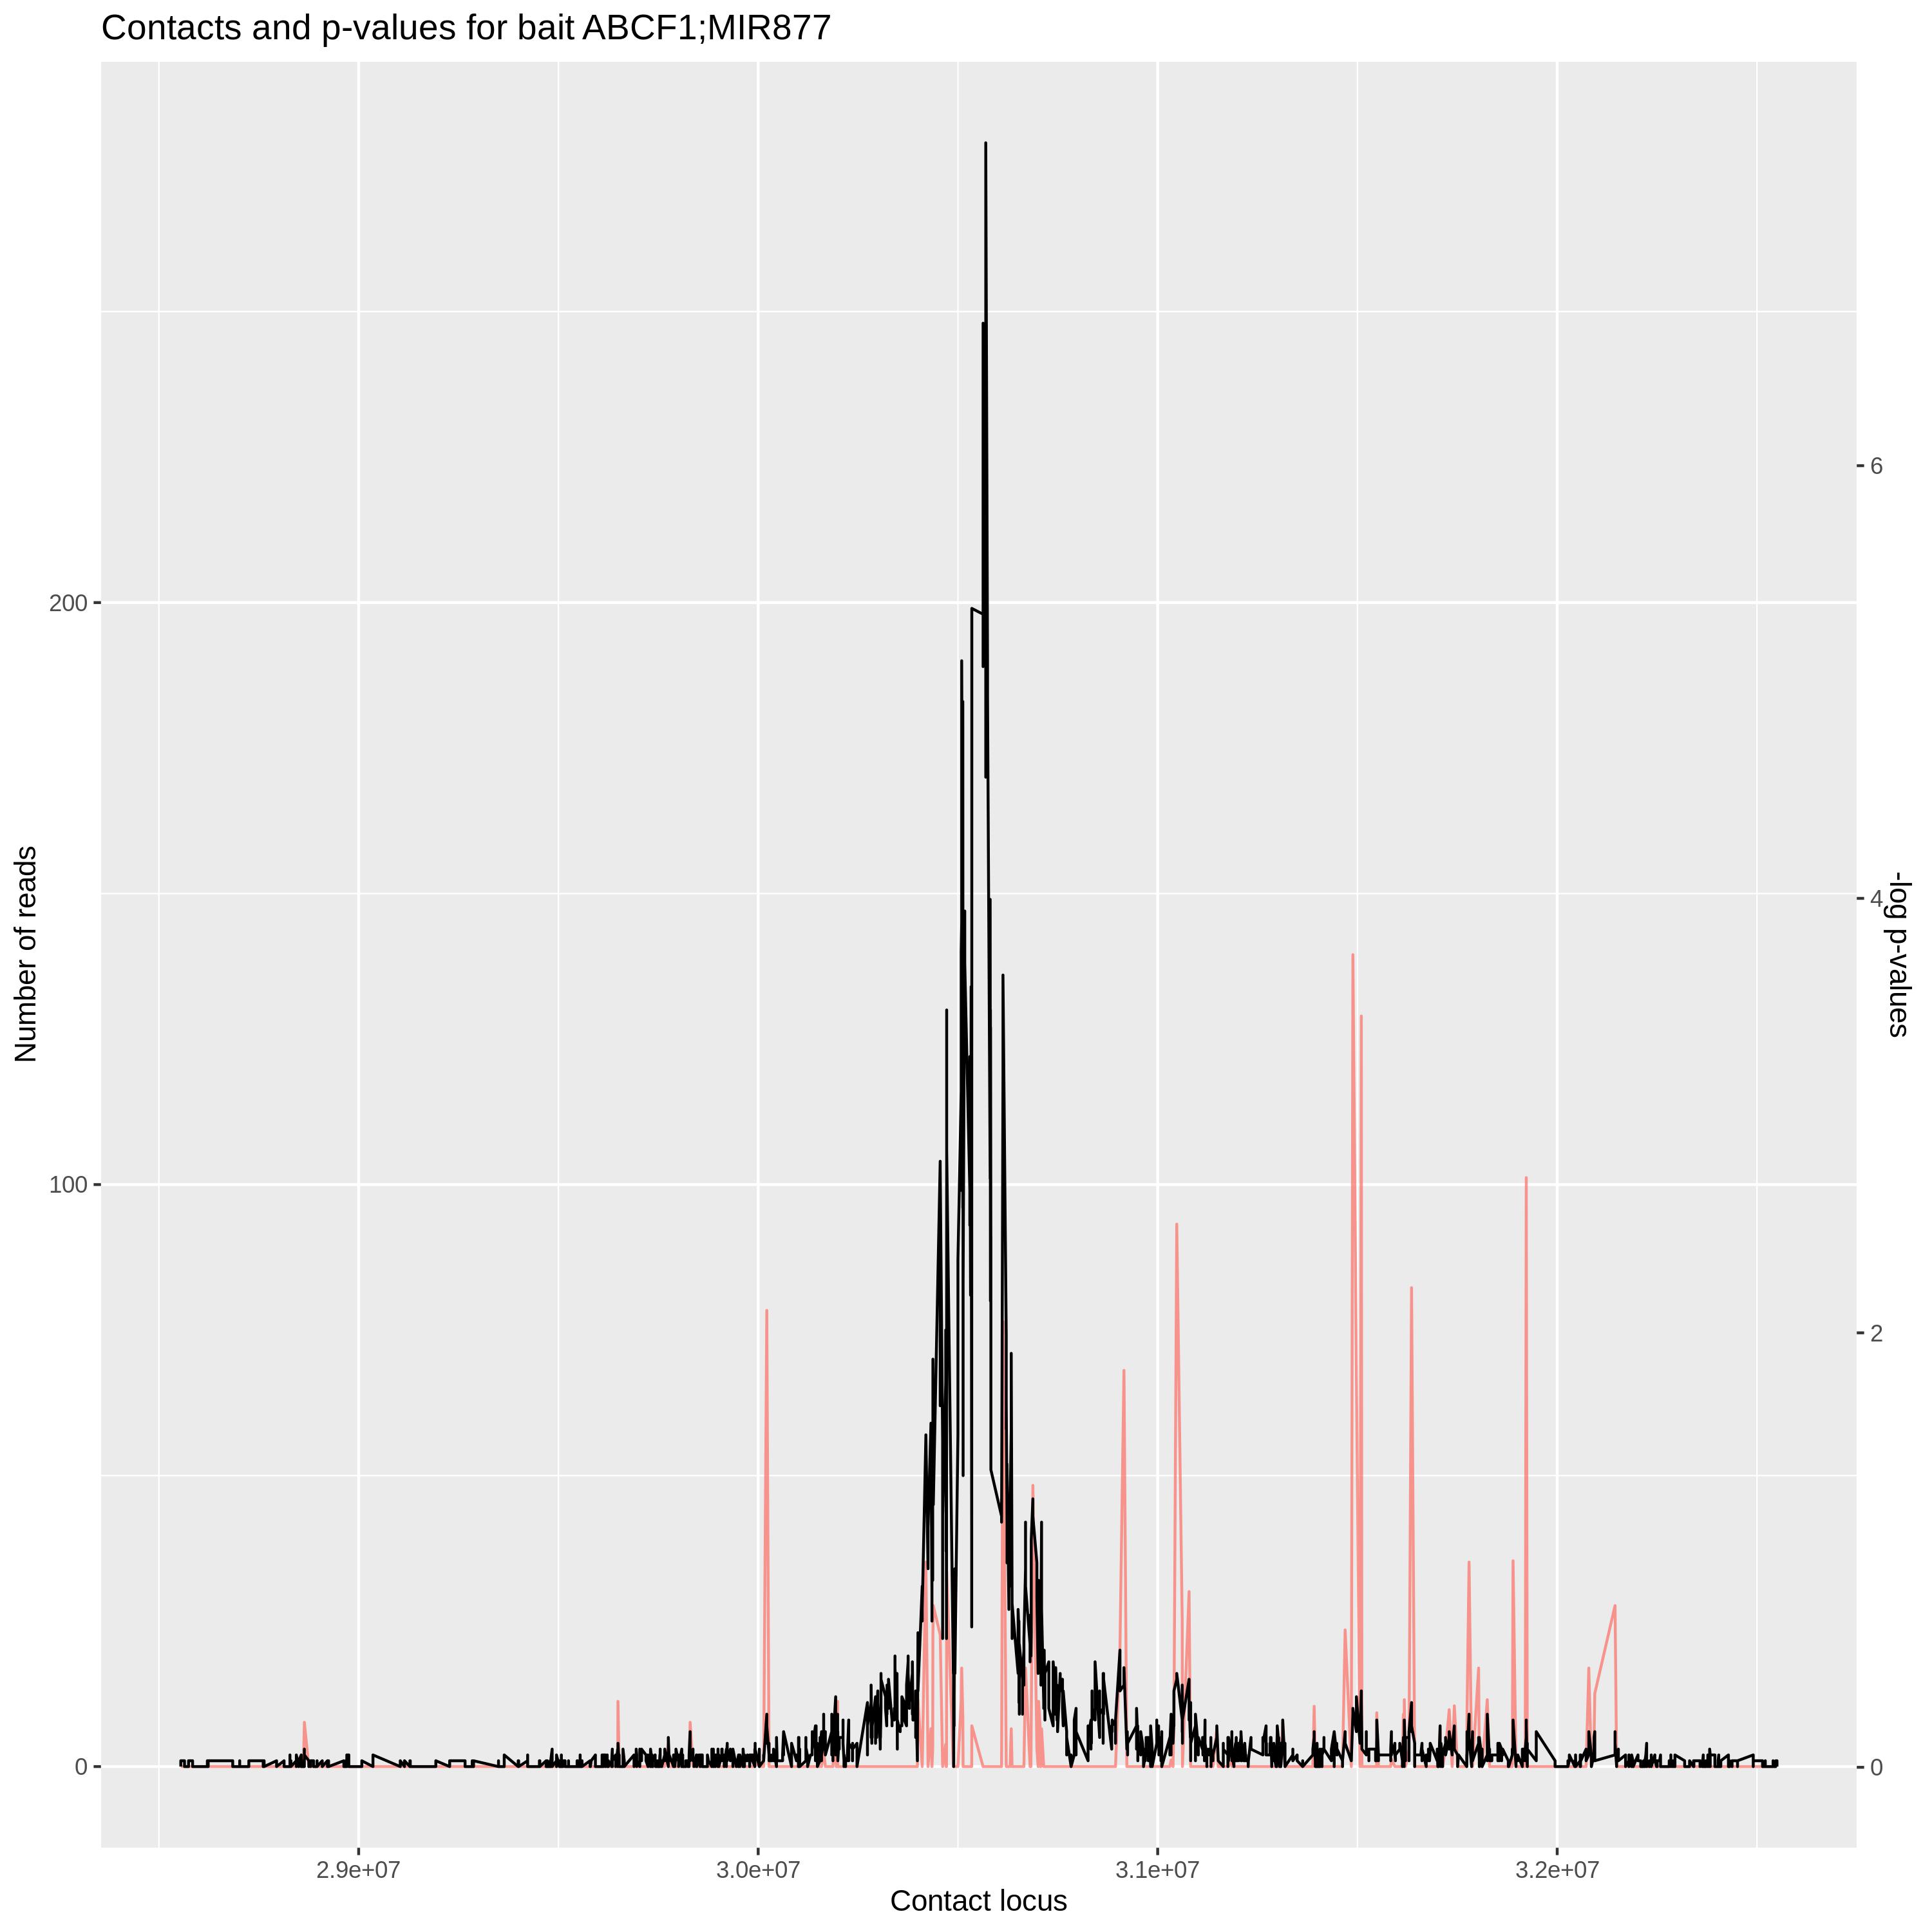 Contacts and p-values for bait ABCF1;MIR877
Number of reads
200
100
0
6
4
2
0
-log p-values
2.9e+07 3.0e+07 3.1e+07 3.2e+07
Contact locus